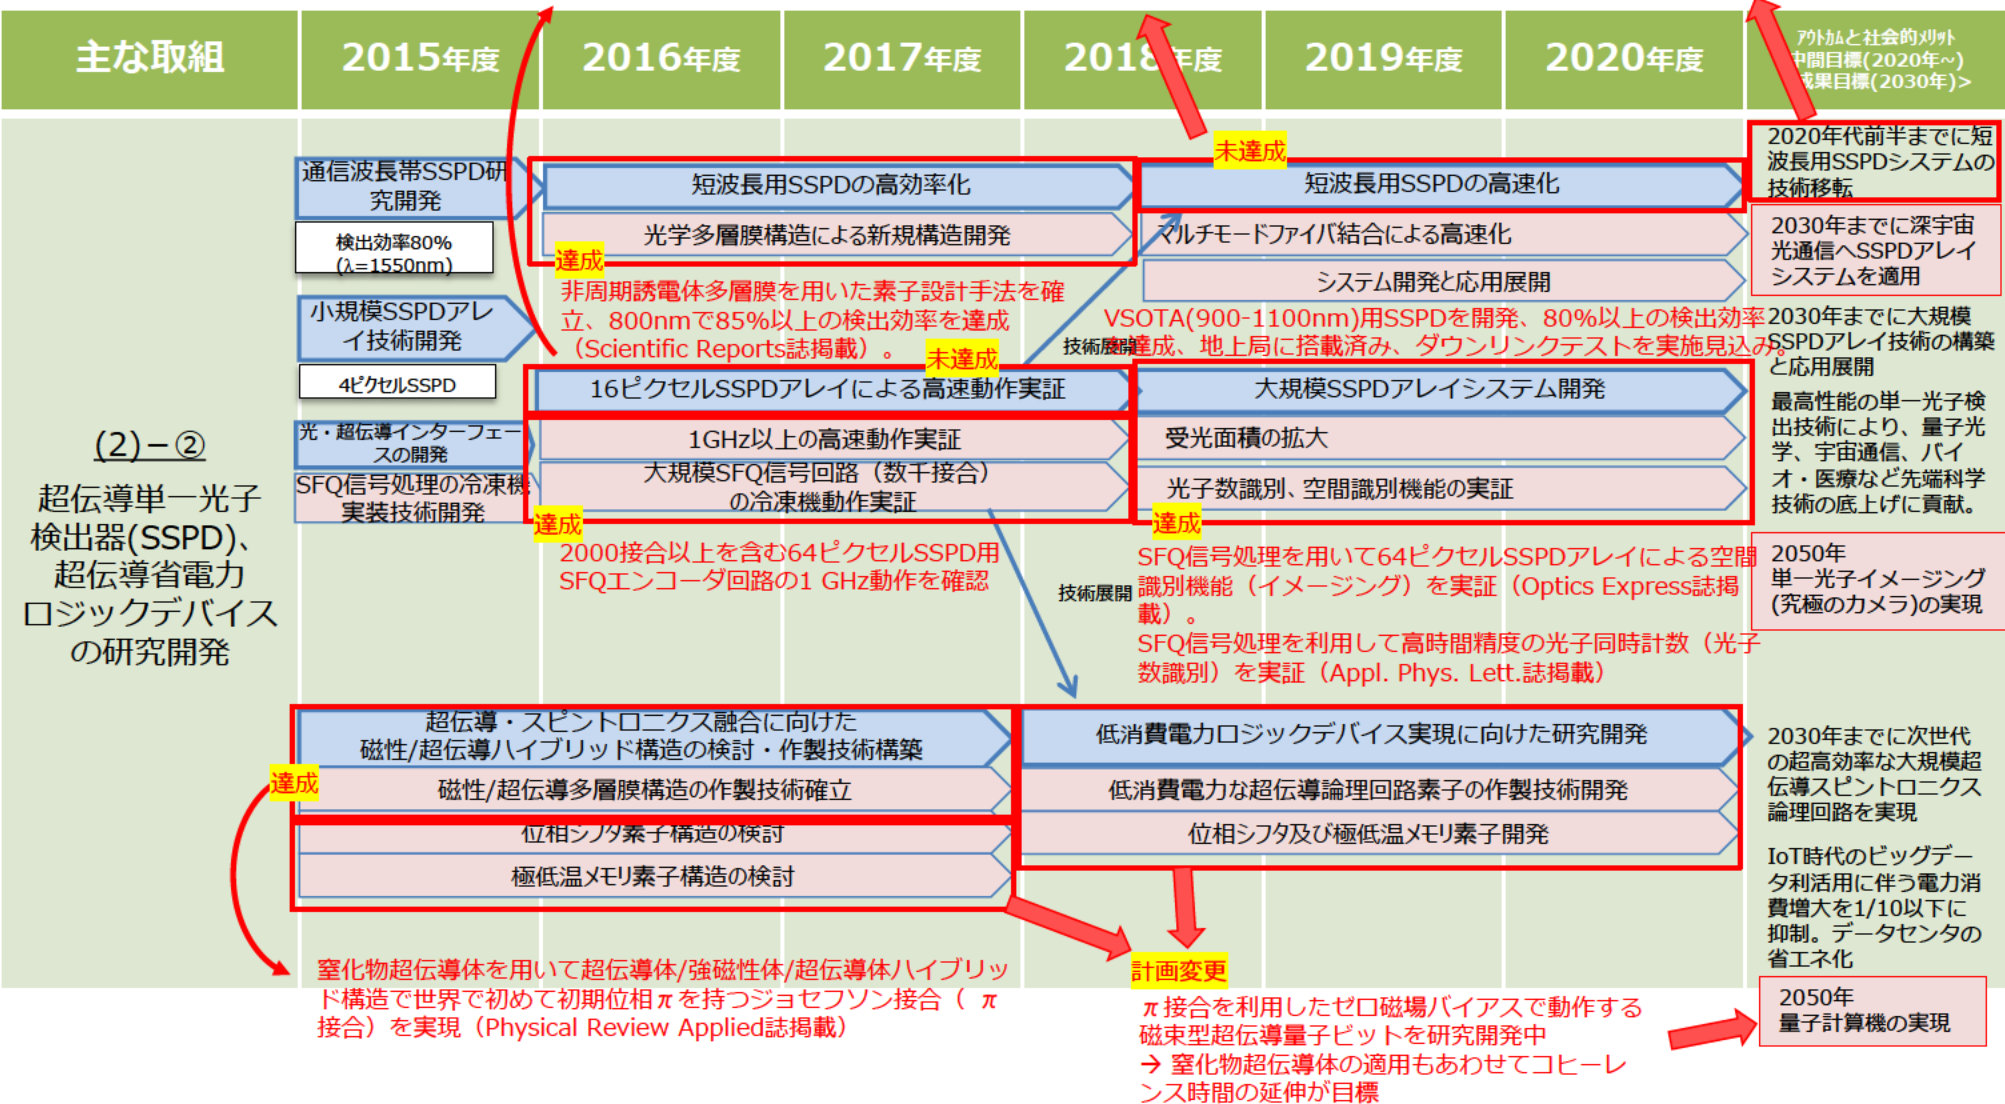 主な取組
2015年度
2016年度
2017年度
2018年度
2019年度
2020年度
ｱｳﾄｶﾑと社会的ﾒﾘｯﾄ
中間目標(2020年～)
成果目標(2030年)>
(2)－②
超伝導単一光子
検出器(SSPD)、
超伝導省電力
ロジックデバイス
の研究開発
通信波長帯SSPD研
究開発
検出効率80%
(λ=1550nm)
小規模SSPDアレ
イ技術開発
4ﾋﾟｸｾﾙSSPD
光・超伝導インターフェー
スの開発
SFQ信号処理の冷凍機
実装技術開発
短波長用SSPDの高効率化
光学多層膜構造による新規構造開発
達成
非周期誘電体多層膜を用いた素子設計手法を確
立、800nmで85%以上の検出効率を達成
（Scientific Reports誌掲載）。
未達成
16ピクセルSSPDアレイによる高速動作実証
1GHz以上の高速動作実証
大規模SFQ信号回路（数千接合）
の冷凍機動作実証
達成
2000接合以上を含む64ピクセルSSPD用
SFQエンコーダ回路の1 GHz動作を確認
未達成
短波長用SSPDの高速化
マルチモードファイバ結合による高速化
システム開発と応用展開
VSOTA(900-1100nm)用SSPDを開発、80%以上の検出効率
達成、地上局に搭載済み、ダウンリンクテストを実施見込み。
技術展開
大規模SSPDアレイシステム開発
受光面積の拡大
光子数識別、空間識別機能の実証
達成
SFQ信号処理を用いて64ピクセルSSPDアレイによる空間
識別機能（イメージング）を実証（Optics Express誌掲
載）。
SFQ信号処理を利用して高時間精度の光子同時計数（光子
数識別）を実証（Appl. Phys. Lett.誌掲載）
技術展開
超伝導・スピントロニクス融合に向けた
磁性/超伝導ハイブリッド構造の検討・作製技術構築
磁性/超伝導多層膜構造の作製技術確立
達成
位相シフタ素子構造の検討
極低温メモリ素子構造の検討
窒化物超伝導体を用いて超伝導体/強磁性体/超伝導体ハイブリッ
ド構造で世界で初めて初期位相πを持つジョセフソン接合（ π
接合）を実現（Physical Review Applied誌掲載）
低消費電力ロジックデバイス実現に向けた研究開発
低消費電力な超伝導論理回路素子の作製技術開発
位相シフタ及び極低温メモリ素子開発
計画変更
π接合を利用したゼロ磁場バイアスで動作する
磁束型超伝導量子ビットを研究開発中
→ 窒化物超伝導体の適用もあわせてコヒーレ
ンス時間の延伸が目標
2020年代前半までに短
波長用SSPDシステムの
技術移転
2030年までに深宇宙
光通信へSSPDアレイ
システムを適用
2030年までに大規模
SSPDアレイ技術の構築
と応用展開
最高性能の単一光子検
出技術により、量子光
学、宇宙通信、バイ
オ・医療など先端科学
技術の底上げに貢献。
2050年
単一光子イメージング
(究極のカメラ)の実現
2030年までに次世代
の超高効率な大規模超
伝導スピントロニクス
論理回路を実現
IoT時代のビッグデー
タ利活用に伴う電力消
費増大を1/10以下に
抑制。データセンタの
省エネ化
2050年
量子計算機の実現